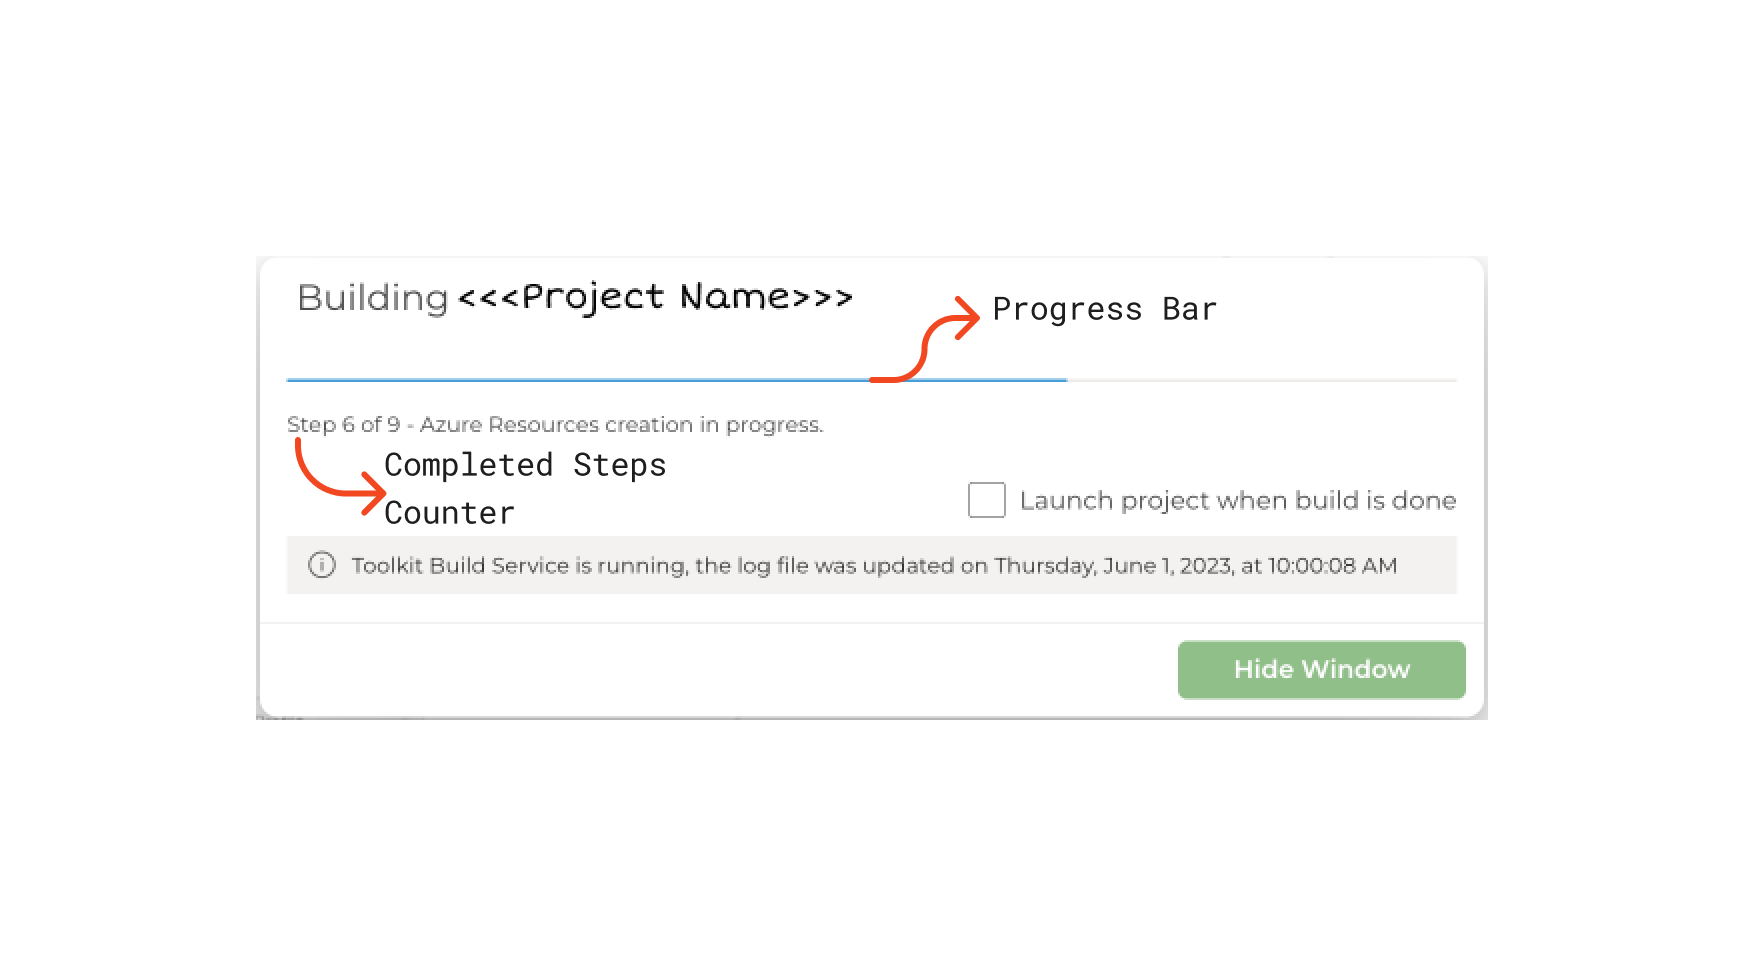 Building <<<Project Name>>>
Progress Bar
Step 6 of 9 - Azure Resources creation in progress.
Completed Steps
Counter
Launch project when build is done
Toolkit Build Service is running, the log file was updated on Thursday, June 1, 2023, at 10:00:08 AM
Hide Window